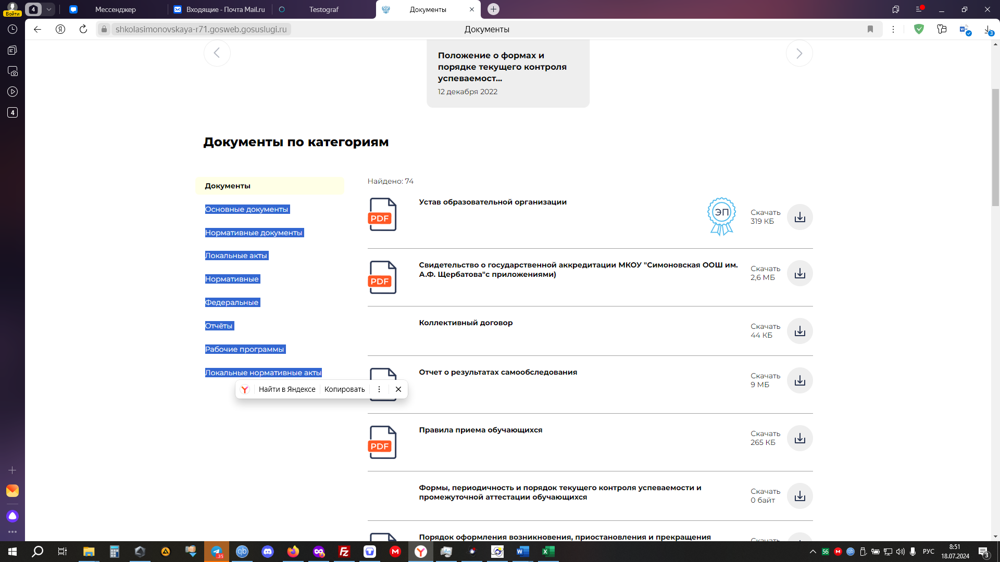 Войти
4
Мессенджер
Входящие - Почта Mail.ru
Testograf
Документы
shkolasimonovskaya-r71.gosweb.gosuslugi.ru
Документы
3
4
Положение о формах и
порядке текущего контроля
успеваемост...
12 декабря 2022
Документы по категориям
Документы
Основные документы
Нормативные документы
Локальные акты
Нормативные
Федеральные
Отчёты
Рабочие программы
Локальные нормативные акты
Найти в Яндексе
Копировать
Найдено: 74
PDF
Устав образовательной организации
ЭП
Скачать
319 КБ
PDF
Свидетельство о государственной аккредитации МКОУ "Симоновская ООШ им.
А.Ф. Щербатова"с приложениями)
Скачать
2,6 МБ
Коллективный договор
Скачать
44 КБ
Отчет о результатах самообследования
Скачать
9 МБ
PDF
Правила приема обучающихся
Скачать
265 КБ
Формы, периодичность и порядок текущего контроля успеваемости и
промежуточной аттестации обучающихся
Скачать
0 байт
Порядок оформления возникновения, приостановления и прекращения
Скачать
35
qb
FZ
56
РУС
8:51
18.07.2024
3